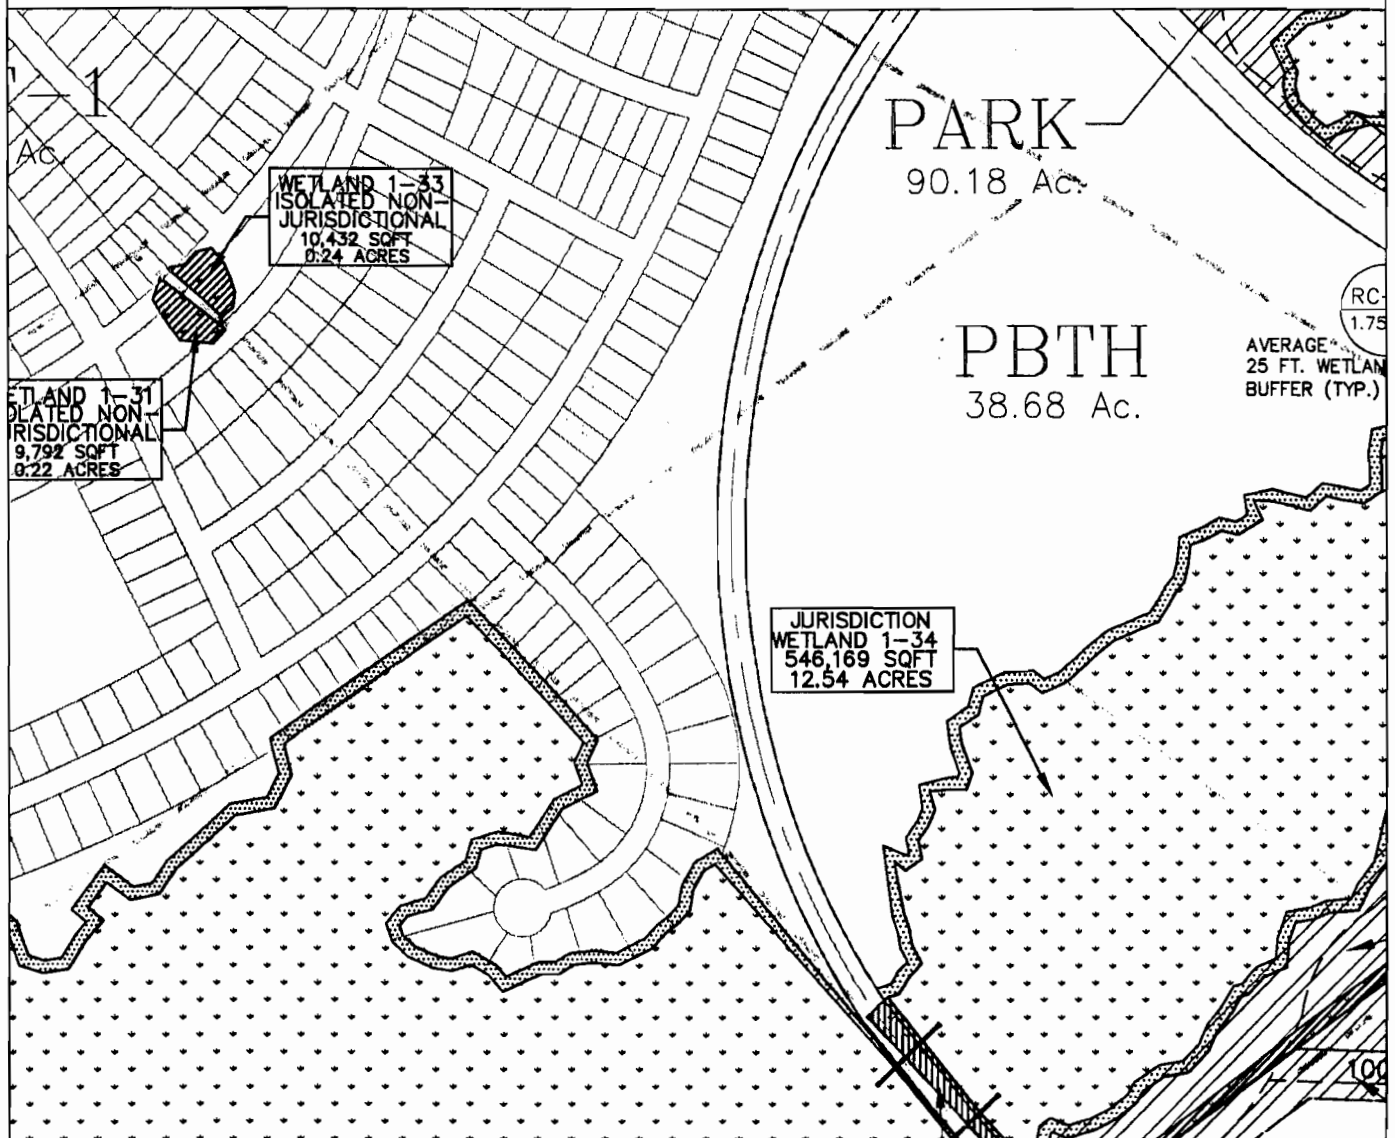 -1
Ac.
WETLAND 1-33
ISOLATED NON-
JURISDICTIONAL
10,432 SQFT
0.24 ACRES
ETLAND 1-31
OLATED NON-
RISDICTIONAL
9,792 SQFT
0.22 ACRES
PARK
90.18 Ac.
PBTH
38.68 Ac.
RC-
1.75
AVERAGE
25 FT. WETLAN
BUFFER (TYP.)
JURISDICTION
WETLAND 1-34
546,169 SQFT
12.54 ACRES
100